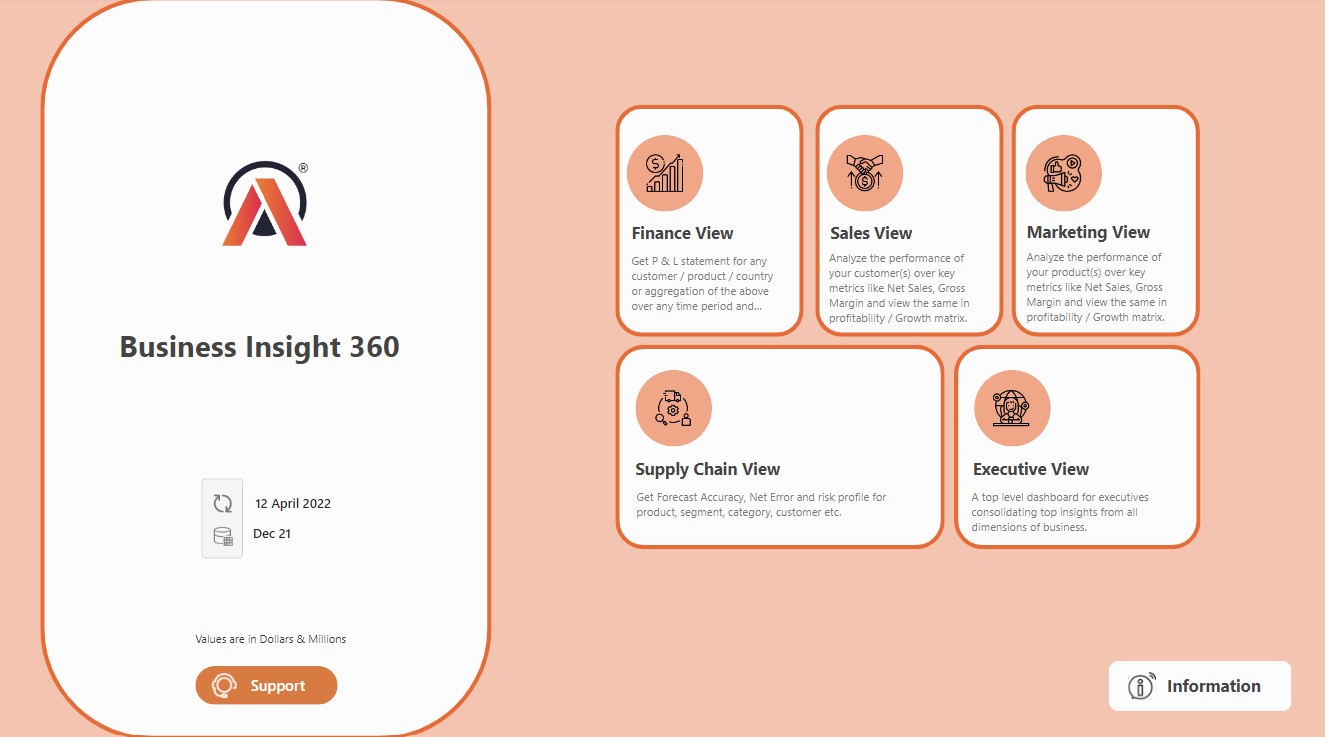 ®
Business Insight 360
12 April 2022
Dec 21
Values are in Dollars & Millions
Support
Finance View
Get P & L statement for any
customer / product / country
or aggregation of the above
over any time period and...
Sales View
Analyze the performance of
your customer(s) over key
metrics like Net Sales, Gross
Margin and view the same in
profitability / Growth matrix.
Marketing View
Analyze the performance of
your product(s) over key
metrics like Net Sales, Gross
Margin and view the same in
profitability / Growth matrix.
Supply Chain View
Get Forecast Accuracy, Net Error and risk profile for
product, segment, category, customer etc.
Executive View
A top level dashboard for executives
consolidating top insights from all
dimensions of business.
Information